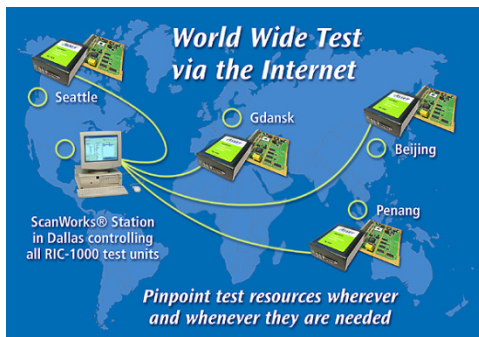 World Wide Test
via the Internet
Seattle
Gdansk
Beijing
Penang
ScanWorks® Station
in Dallas controlling
all RIC-1000 test units
Pinpoint test resources wherever
and whenever they are needed